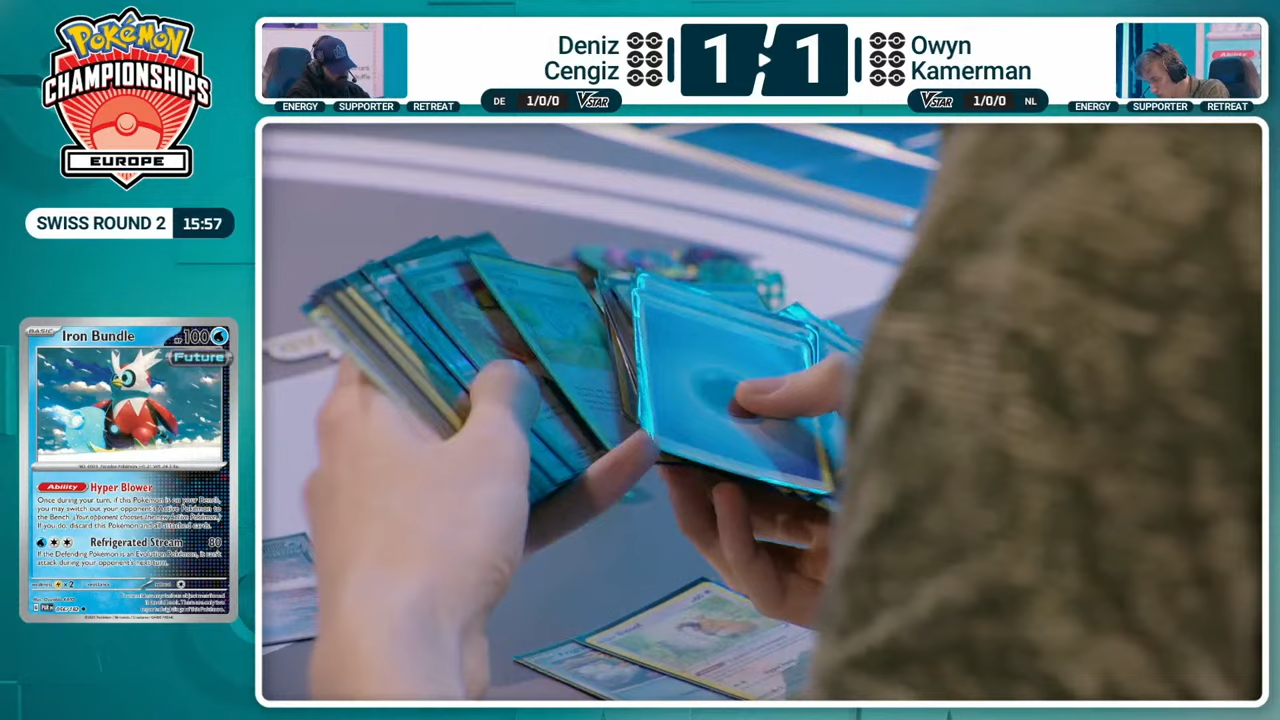 Pokémon
CHAMPIONSHIPS
EUROPE
Deniz
Cengiz
1
1
Owyn
Kamerman
DE
1/0/0
VSTAR
VSTAR
1/0/0
NL
ENERGY
SUPPORTER
RETREAT
ENERGY
SUPPORTER
RETREAT
Ability
SWISS ROUND 2
15:57
BASIC
Iron Bundle
HP 100
Future
Ability Hyper Blower
Once during your turn, if this Pokémon is on your Bench,
you may switch out your opponent's Active Pokémon to
the Bench. (Your opponent chooses the new Active Pokémon.)
If you do, discard this Pokémon and all attached cards.
Refrigerated Stream 80
If the Defending Pokémon is an Evolution Pokémon, it can't
attack during your opponent's next turn.
weakness ×2
resistance
retreat